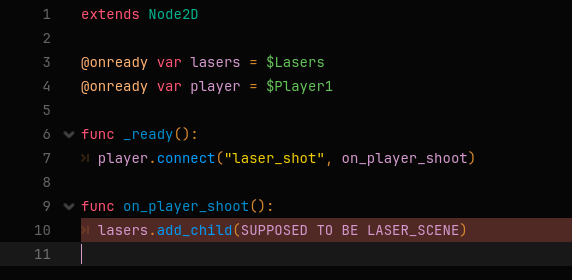 1 extends Node2D
2
3 @onready var lasers = $Lasers
4 @onready var player = $Player1
5
6 func _ready():
7 player.connect("laser_shot", on_player_shoot)
8
9 func on_player_shoot():
10 lasers.add_child(SUPPOSED TO BE LASER_SCENE)
11